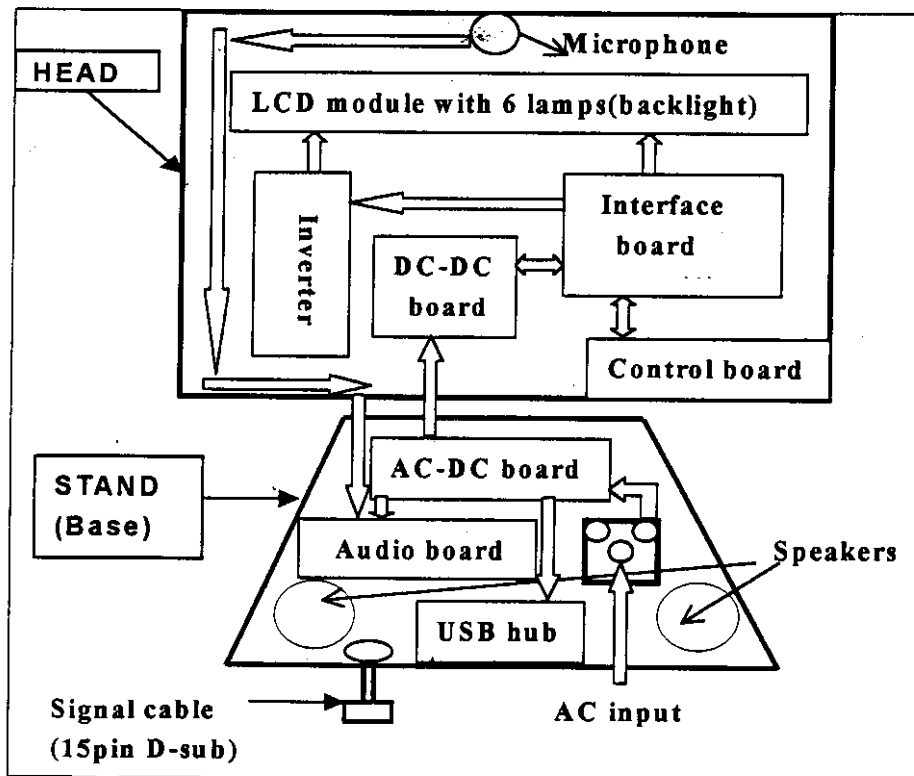 Microphone
HEAD
LCD module with 6 lamps(backlight)
Inverter
Interface
board
DC-DC
board
Control board
AC-DC board
STAND
(Base)
Audio board
Speakers
USB hub
Signal cable
(15pin D-sub)
AC input